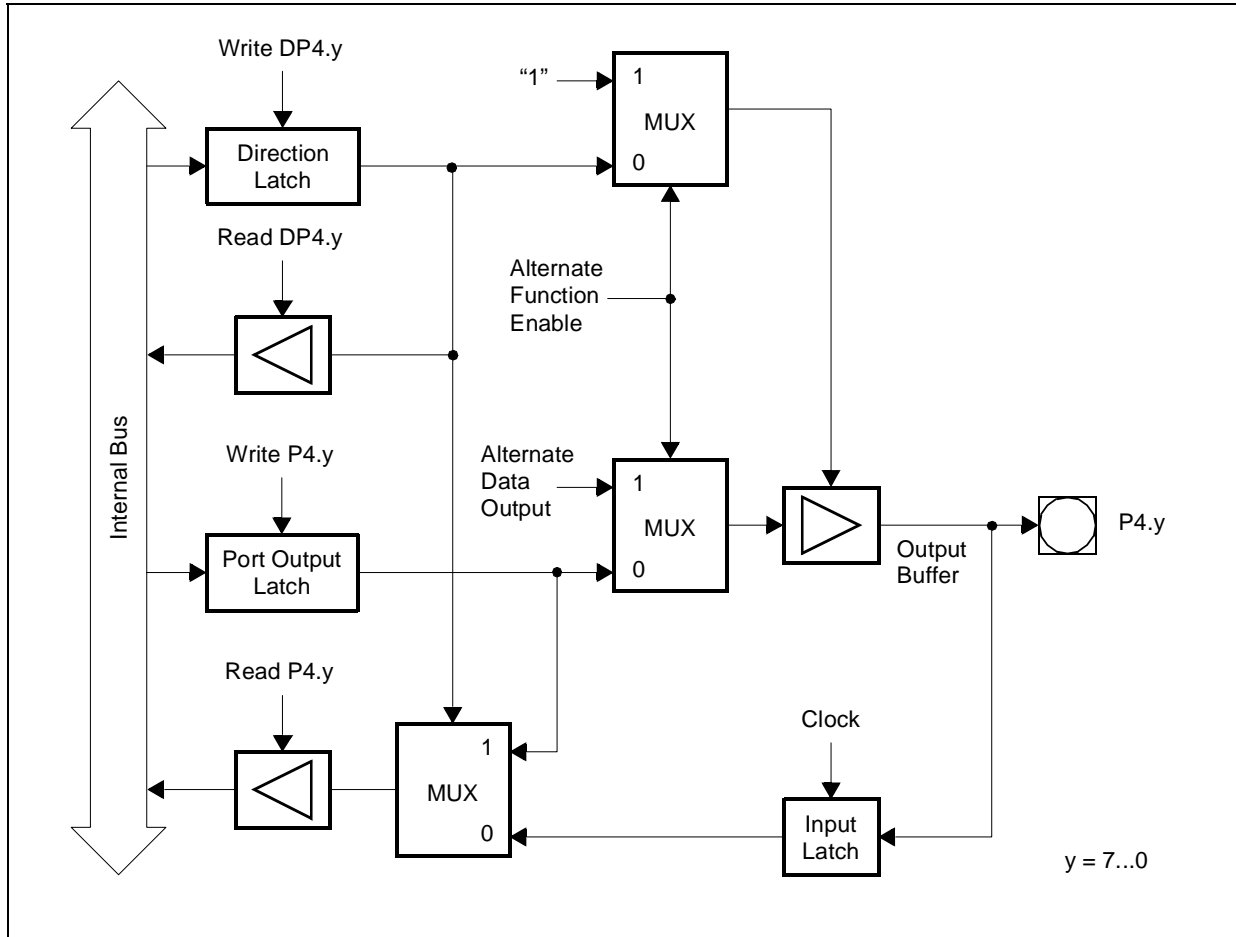 Write DP4.y
“1”
1
MUX
0
Direction
Latch
Read DP4.y
Alternate
Function
Enable
Internal Bus
Write P4.y
Alternate
Data
Output
1
MUX
0
Port Output
Latch
Output
Buffer
P4.y
Read P4.y
1
MUX
0
Clock
Input
Latch
y = 7...0